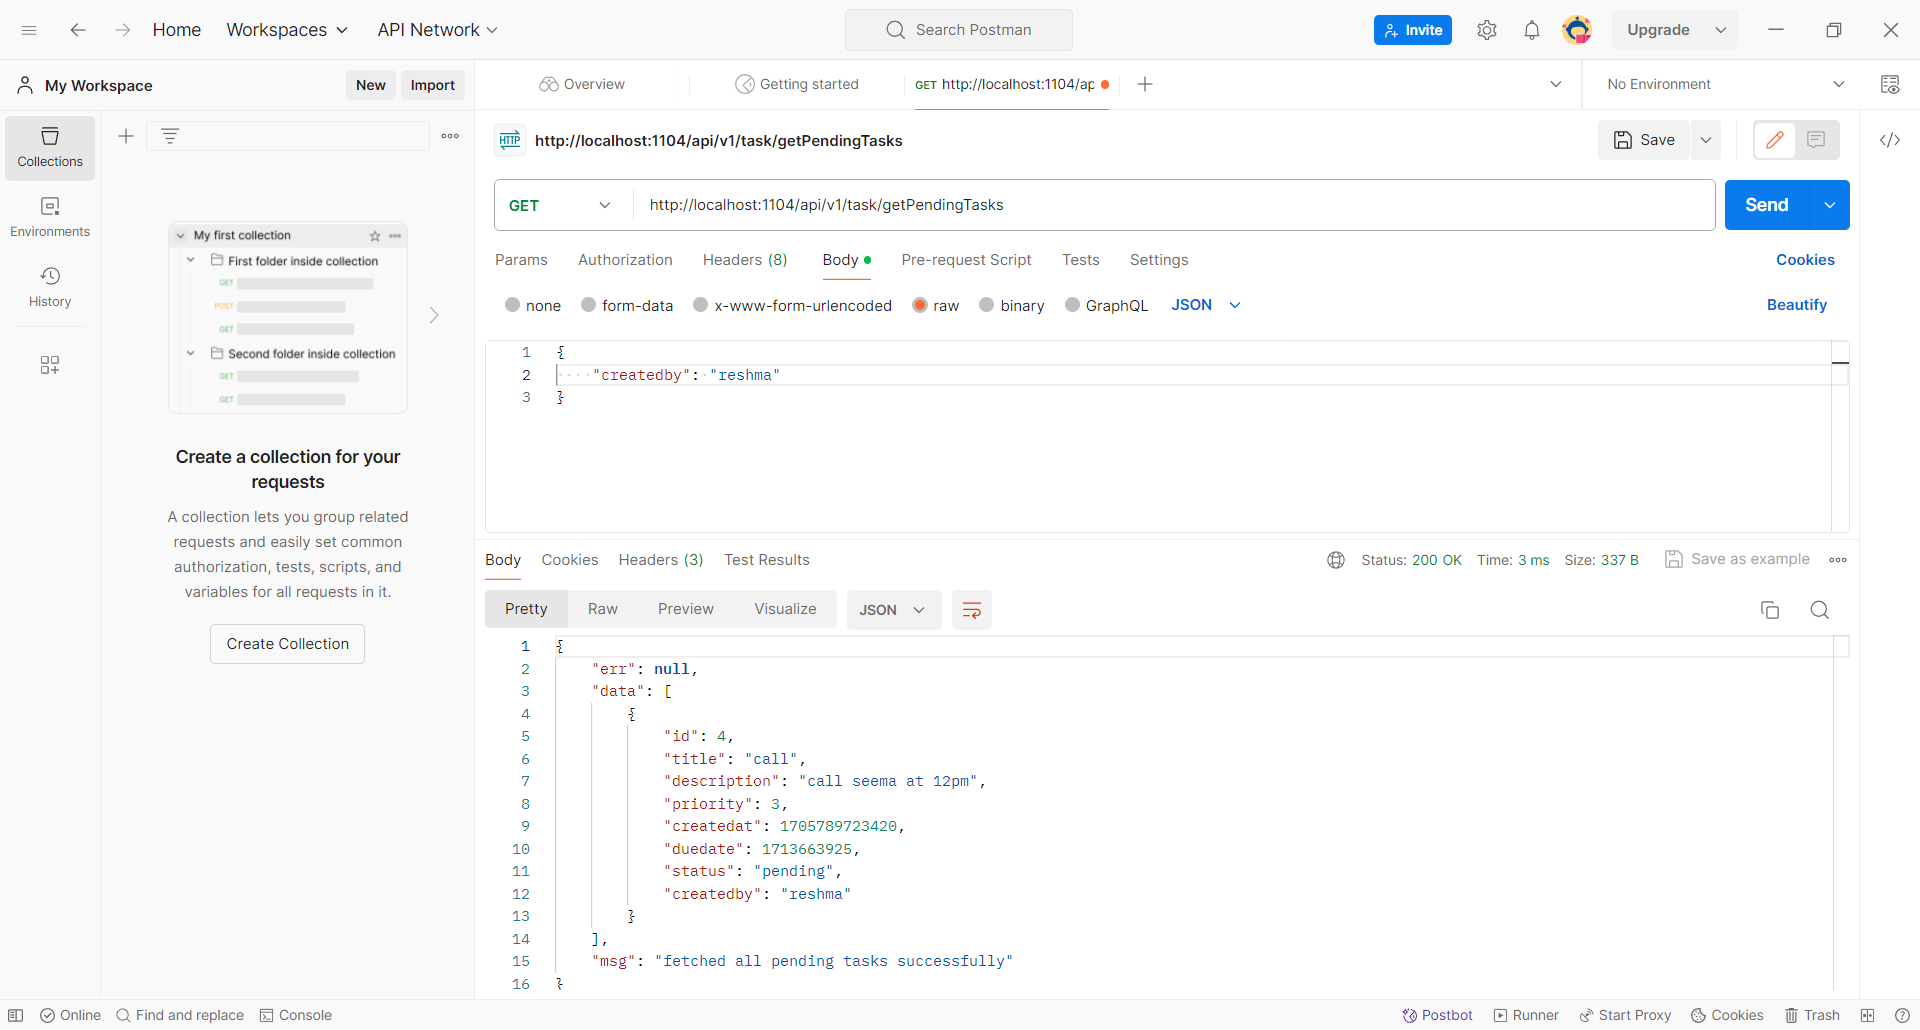 Home Workspaces API Network Search Postman Invite Upgrade
My Workspace New Import
Overview Getting started GET http://localhost:1104/ap No Environment
Collections
Environments
History
My first collection
First folder inside collection
GET
POST
GET
Second folder inside collection
GET
GET
Create a collection for your
requests
A collection lets you group related
requests and easily set common
authorization, tests, scripts, and
variables for all requests in it.
Create Collection
HTTP http://localhost:1104/api/v1/task/getPendingTasks Save
GET http://localhost:1104/api/v1/task/getPendingTasks Send
Params Authorization Headers (8) Body Pre-request Script Tests Settings Cookies
none form-data x-www-form-urlencoded raw binary GraphQL JSON Beautify
1 {
2 "createdby": "reshma"
3 }
Body Cookies Headers (3) Test Results Status: 200 OK Time: 3 ms Size: 337 B Save as example
Pretty Raw Preview Visualize JSON
1 {
2 "err": null,
3 "data": [
4 {
5 "id": 4,
6 "title": "call",
7 "description": "call seema at 12pm",
8 "priority": 3,
9 "createdat": 1705789723420,
10 "duedate": 1713663925,
11 "status": "pending",
12 "createdby": "reshma"
13 }
14 ],
15 "msg": "fetched all pending tasks successfully"
16 }
Online Find and replace Console Postbot Runner Start Proxy Cookies Trash